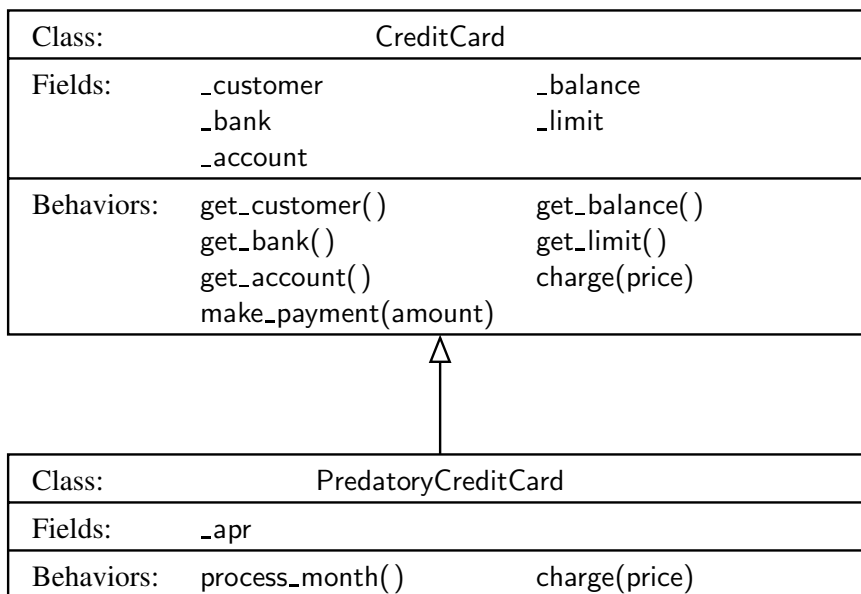 Class: CreditCard
Fields: _customer _balance
_bank _limit
_account
Behaviors: get_customer( ) get_balance( )
get_bank( ) get_limit( )
get_account( ) charge(price)
make_payment(amount)
Class: PredatoryCreditCard
Fields: _apr
Behaviors: process_month( ) charge(price)